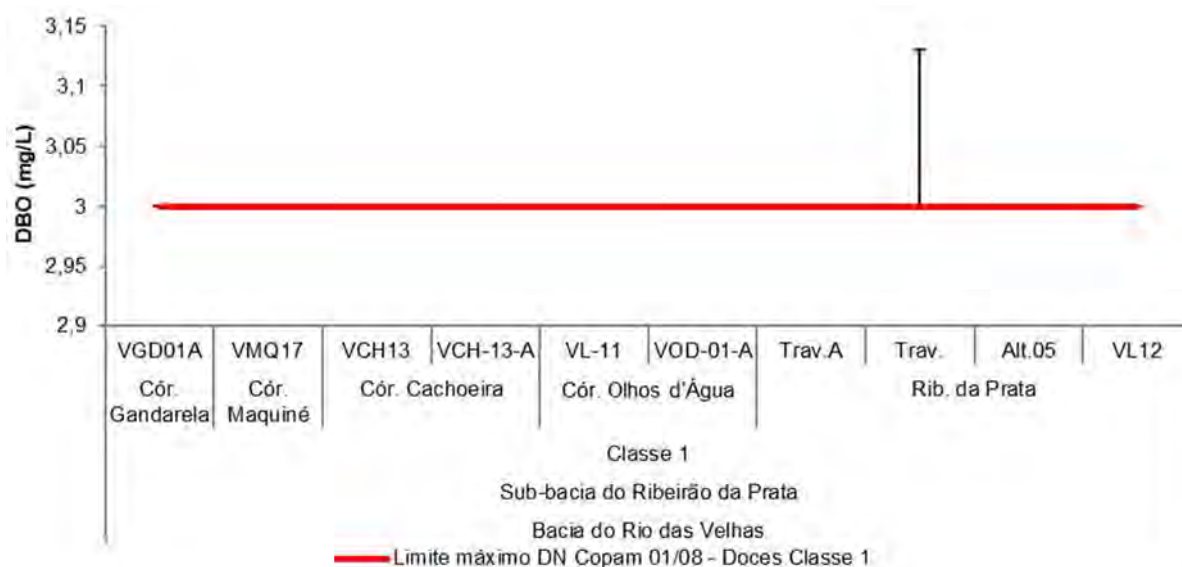 DBO (mg/L)
3,15
3,1
3,05
3
2,95
2,9
VGD01A VMQ17 VCH13 VCH-13-A VL-11 VOD-01-A Trav.A Trav. Alt.05 VL12
Cór. Gandarela Cór. Maquiné Cór. Cachoeira Cór. Olhos d'Água Rib. da Prata
Classe 1
Sub-bacia do Ribeirão da Prata
Bacia do Rio das Velhas
Limite máximo DN Copam 01/08 - Doces Classe 1